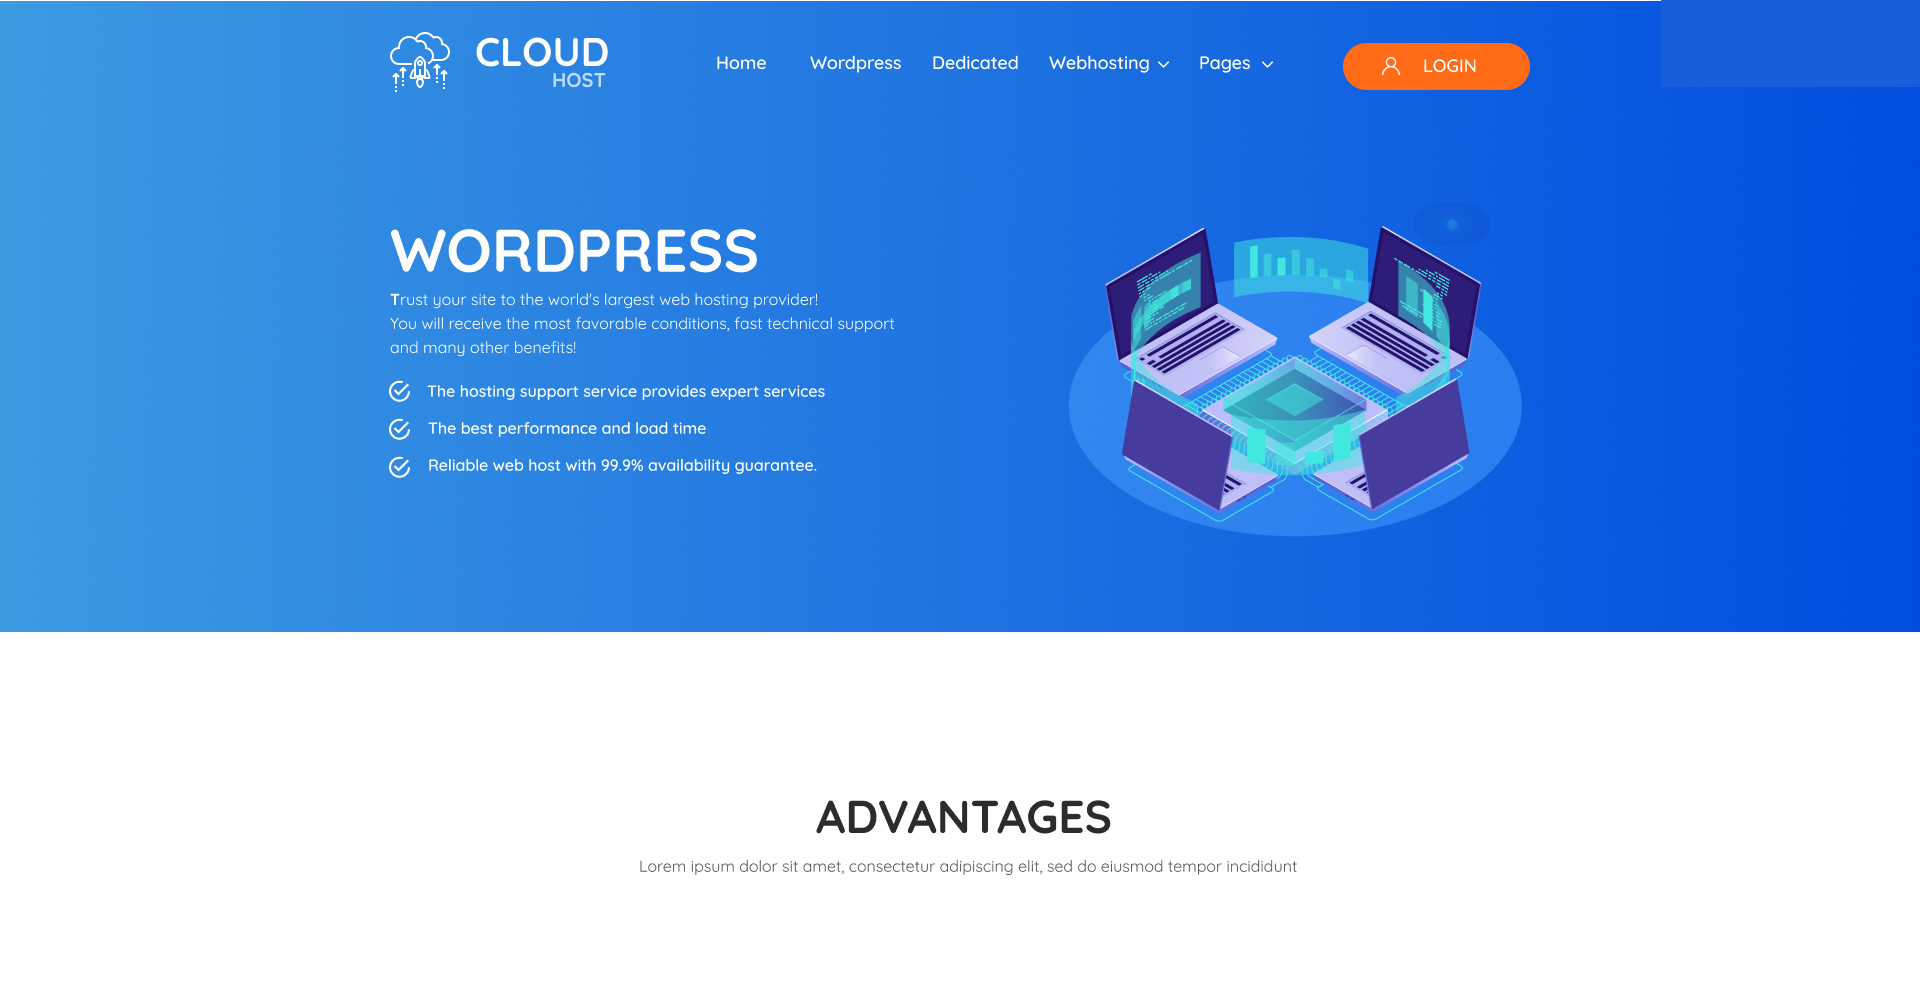 CLOUD
HOST
Home Wordpress Dedicated Webhosting Pages LOGIN
WORDPRESS
Trust your site to the world's largest web hosting provider!
You will receive the most favorable conditions, fast technical support
and many other benefits!
The hosting support service provides expert services
The best performance and load time
Reliable web host with 99.9% availability guarantee.
ADVANTAGES
Lorem ipsum dolor sit amet, consectetur adipiscing elit, sed do eiusmod tempor incididunt